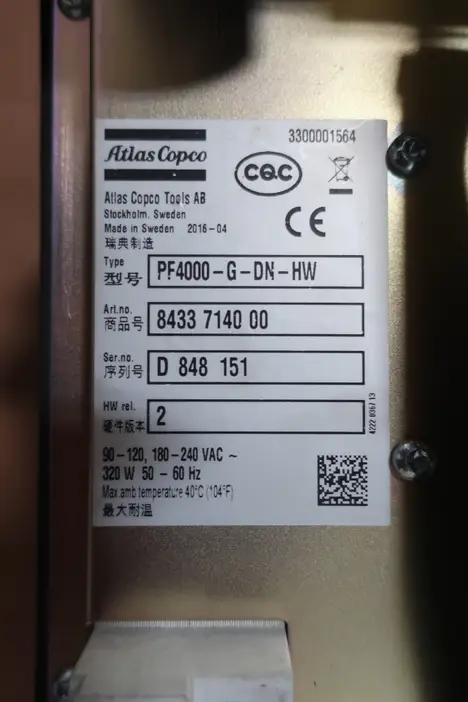 3300001564
Atlas Copco
CQC
Atlas Copco Tools AB
Stockholm. Sweden
Made in Sweden 2016-04
瑞典制造
CE
Type
型号
PF4000-G-DN-HW
Art.no.
商品号
8433 7140 00
Ser.no.
序列号
D 848 151
HW rel.
硬件版本
2
4222 0367 13
90-120, 180-240 VAC ~
320 W 50 - 60 Hz
Max.amb temperature 40°C (104°F)
最大耐温